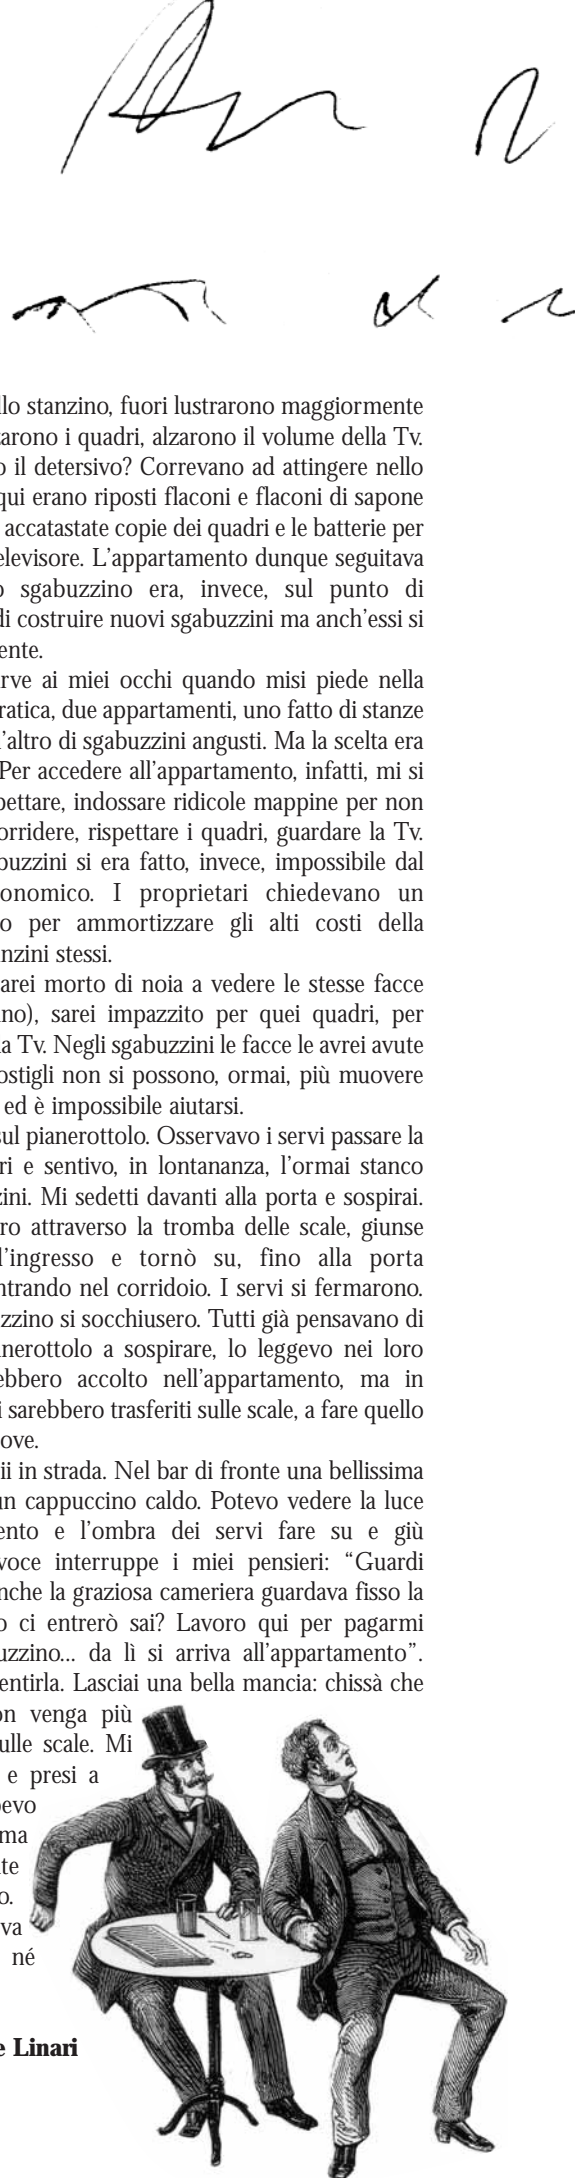 llo stanzino, fuori lustrarono maggiormente
zarono i quadri, alzarono il volume della Tv.
o il detersivo? Correvano ad attingere nello
qui erano riposti flaconi e flaconi di sapone
accatastate copie dei quadri e le batterie per
elevisore. L'appartamento dunque seguitava
o sgabuzzino era, invece, sul punto di
di costruire nuovi sgabuzzini ma anch'essi si
ente.
rve ai miei occhi quando misi piede nella
ratica, due appartamenti, uno fatto di stanze
l'altro di sgabuzzini angusti. Ma la scelta era
Per accedere all'appartamento, infatti, mi si
pettare, indossare ridicole mappine per non
orridere, rispettare i quadri, guardare la Tv.
buzzini si era fatto, invece, impossibile dal
onomico. I proprietari chiedevano un
o per ammortizzare gli alti costi della
nzini stessi.
arei morto di noia a vedere le stesse facce
no), sarei impazzito per quei quadri, per
la Tv. Negli sgabuzzini le facce le avrei avute
ostigli non si possono, ormai, più muovere
ed è impossibile aiutarsi.
sul pianerottolo. Osservavo i servi passare la
ri e sentivo, in lontananza, l'ormai stanco
zini. Mi sedetti davanti alla porta e sospirai.
ro attraverso la tromba delle scale, giunse
l'ingresso e tornò su, fino alla porta
ntrando nel corridoio. I servi si fermarono.
zzino si socchiusero. Tutti già pensavano di
nerottolo a sospirare, lo leggevo nei loro
ebbero accolto nell'appartamento, ma in
i sarebbero trasferiti sulle scale, a fare quello
ove.
ii in strada. Nel bar di fronte una bellissima
un cappuccino caldo. Potevo vedere la luce
ento e l'ombra dei servi fare su e giù
voce interruppe i miei pensieri: “Guardi
nche la graziosa cameriera guardava fisso la
o ci entrerò sai? Lavoro qui per pagarmi
uzzino... da lì si arriva all'appartamento”.
entirla. Lasciai una bella mancia: chissà che
on venga più
ulle scale. Mi
e presi a
pevo
ma
te
o.
va
né
e Linari